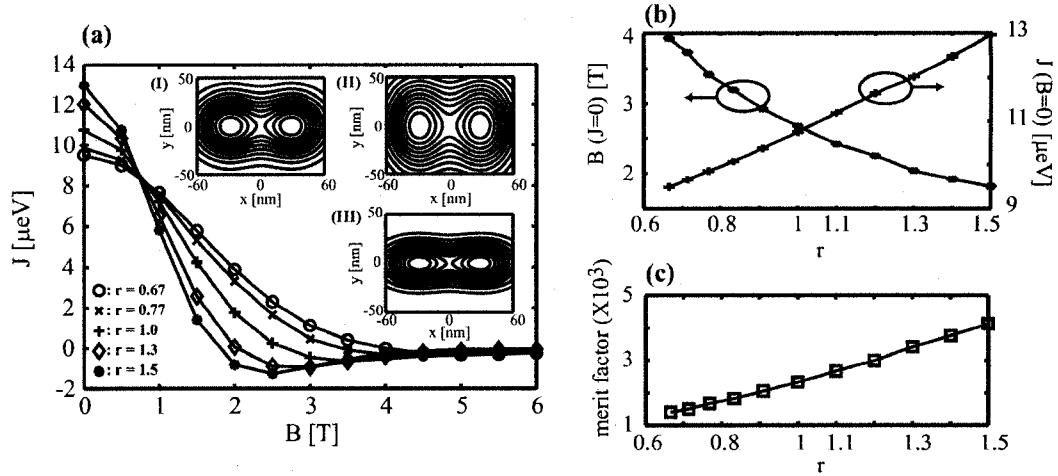 (a)
14
12
10
8
6
4
2
0
-2
J [μeV]
0 1 2 3 4 5 6
B [T]
(I)
50
0
-50
y [nm]
-60 0 60
x [nm]
(II)
50
0
-50
y [nm]
-60 0 60
x [nm]
(III)
50
0
-50
y [nm]
-60 0 60
x [nm]
: r = 0.67
: r = 0.77
: r = 1.0
: r = 1.3
: r = 1.5
(b)
4
3
2
B (J=0) [T]
13
11
9
J (B=0) [μeV]
0.6 0.8 1 1.1 1.3 1.5
r
(c)
5
3
1
merit factor (X10³)
0.6 0.8 1 1.1 1.3 1.5
r